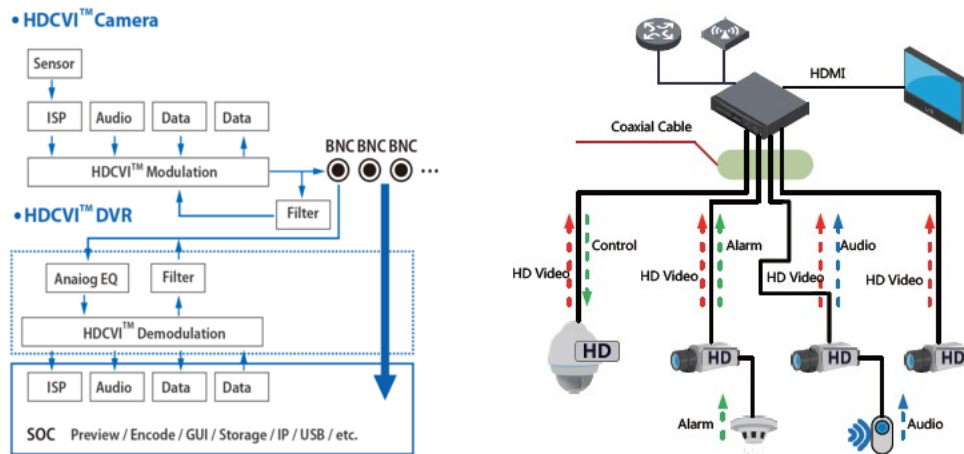 • HDCVI™ Camera
Sensor
ISP Audio Data Data
HDCVI™ Modulation
BNC BNC BNC
...
Filter
• HDCVI™ DVR
Anaiog EQ Filter
HDCVI™ Demodulation
ISP Audio Data Data
SOC Preview / Encode / GUI / Storage / IP / USB / etc.
HDMI
Coaxial Cable
Control Alarm Audio
HD Video HD Video HD Video HD Video
HD HD HD HD
Alarm Audio